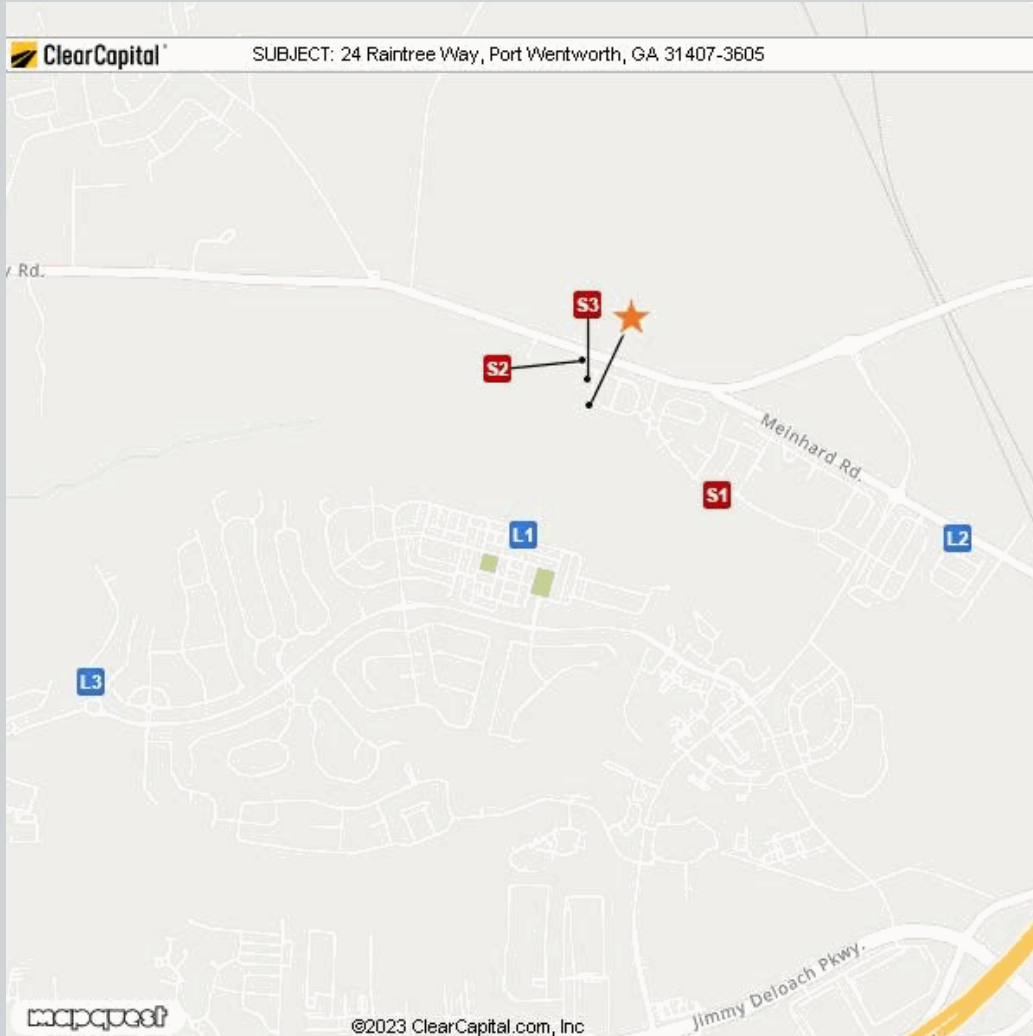 ClearCapital®
SUBJECT: 24 Raintree Way, Port Wentworth, GA 31407-3605
y Rd.
S3
S2
Meinhard Rd.
S1
L1
L2
L3
Jimmy Deloach Pkwy.
mapquest
©2023 ClearCapital.com, Inc